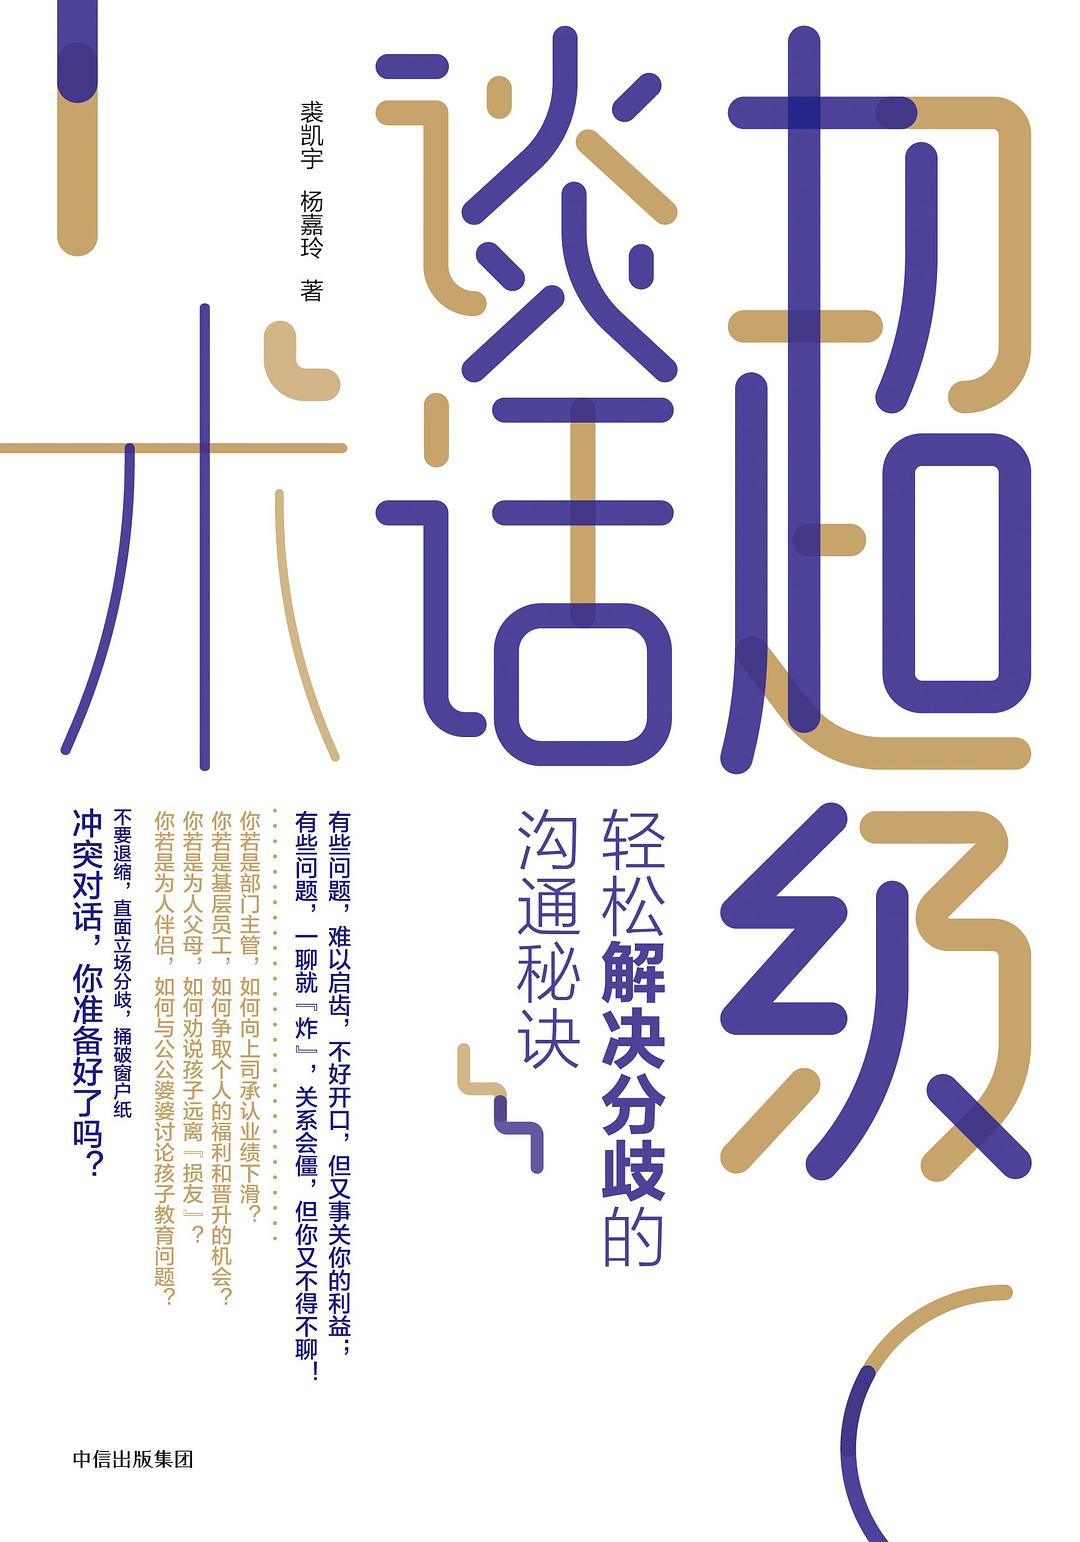 超级
谈话
术
裘凯宇 杨嘉玲 著
轻松解决分歧的
沟通秘诀
有些问题，难以启齿，不好开口，但又事关你的利益；
有些问题，一聊就『炸』，关系会僵，但你又不得不聊！
你若是部门主管，如何向上司承认业绩下滑？
你若是基层员工，如何争取个人的福利和晋升的机会？
你若是为人父母，如何劝说孩子远离『损友』？
你若是为人伴侣，如何与公公婆婆讨论孩子教育问题？
不要退缩，直面立场分歧，捅破窗户纸
冲突对话，你准备好了吗？
中信出版集团